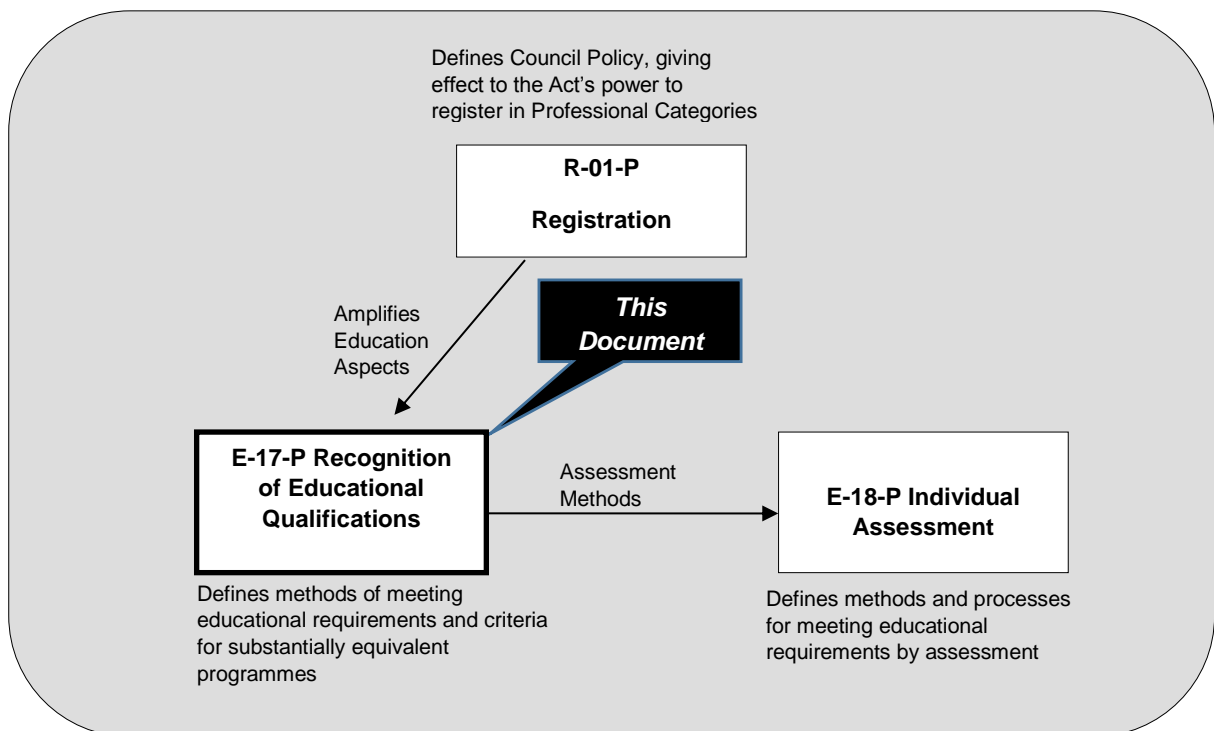 Defines Council Policy, giving
effect to the Act's power to
register in Professional Categories
R-01-P
Registration
Amplifies
Education
Aspects
This
Document
E-17-P Recognition
of Educational
Qualifications
Assessment
Methods
E-18-P Individual
Assessment
Defines methods of meeting
educational requirements and criteria
for substantially equivalent
programmes
Defines methods and processes
for meeting educational
requirements by assessment